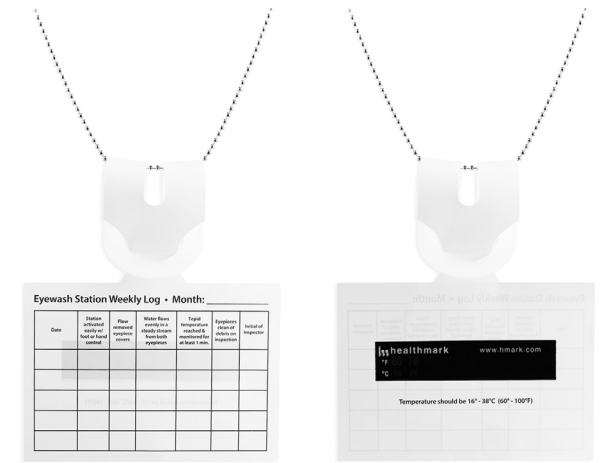 Eyewash Station Weekly Log • Month:
Date
Station
activated
easily w/
foot or hand
control
Flow
removed
eyepiece
covers
Water flows
evenly in a
steady stream
from both
eyepieces
Tepid
temperature
reached &
monitored for
at least 1 min.
Eyepieces
clean of
debris on
inspection
Initial of
Inspector
healthmark www.hmark.com
°F
°C
Temperature should be 16° - 38°C (60° - 100°F)